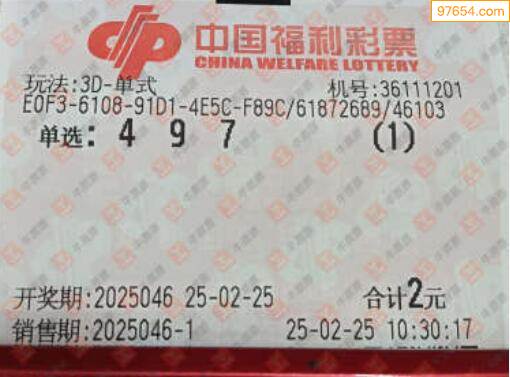 97654.com
中国福利彩票
CHINA WELFARE LOTTERY
玩法:3D-单式 机号:36111201
E0F3-6108-91D1-4E5C-F89C/61872689/46103
单选: 4 9 7 (1)
开奖期:2025046 25-02-25 合计2元
销售期:2025046-1 25-02-25 10:30:17